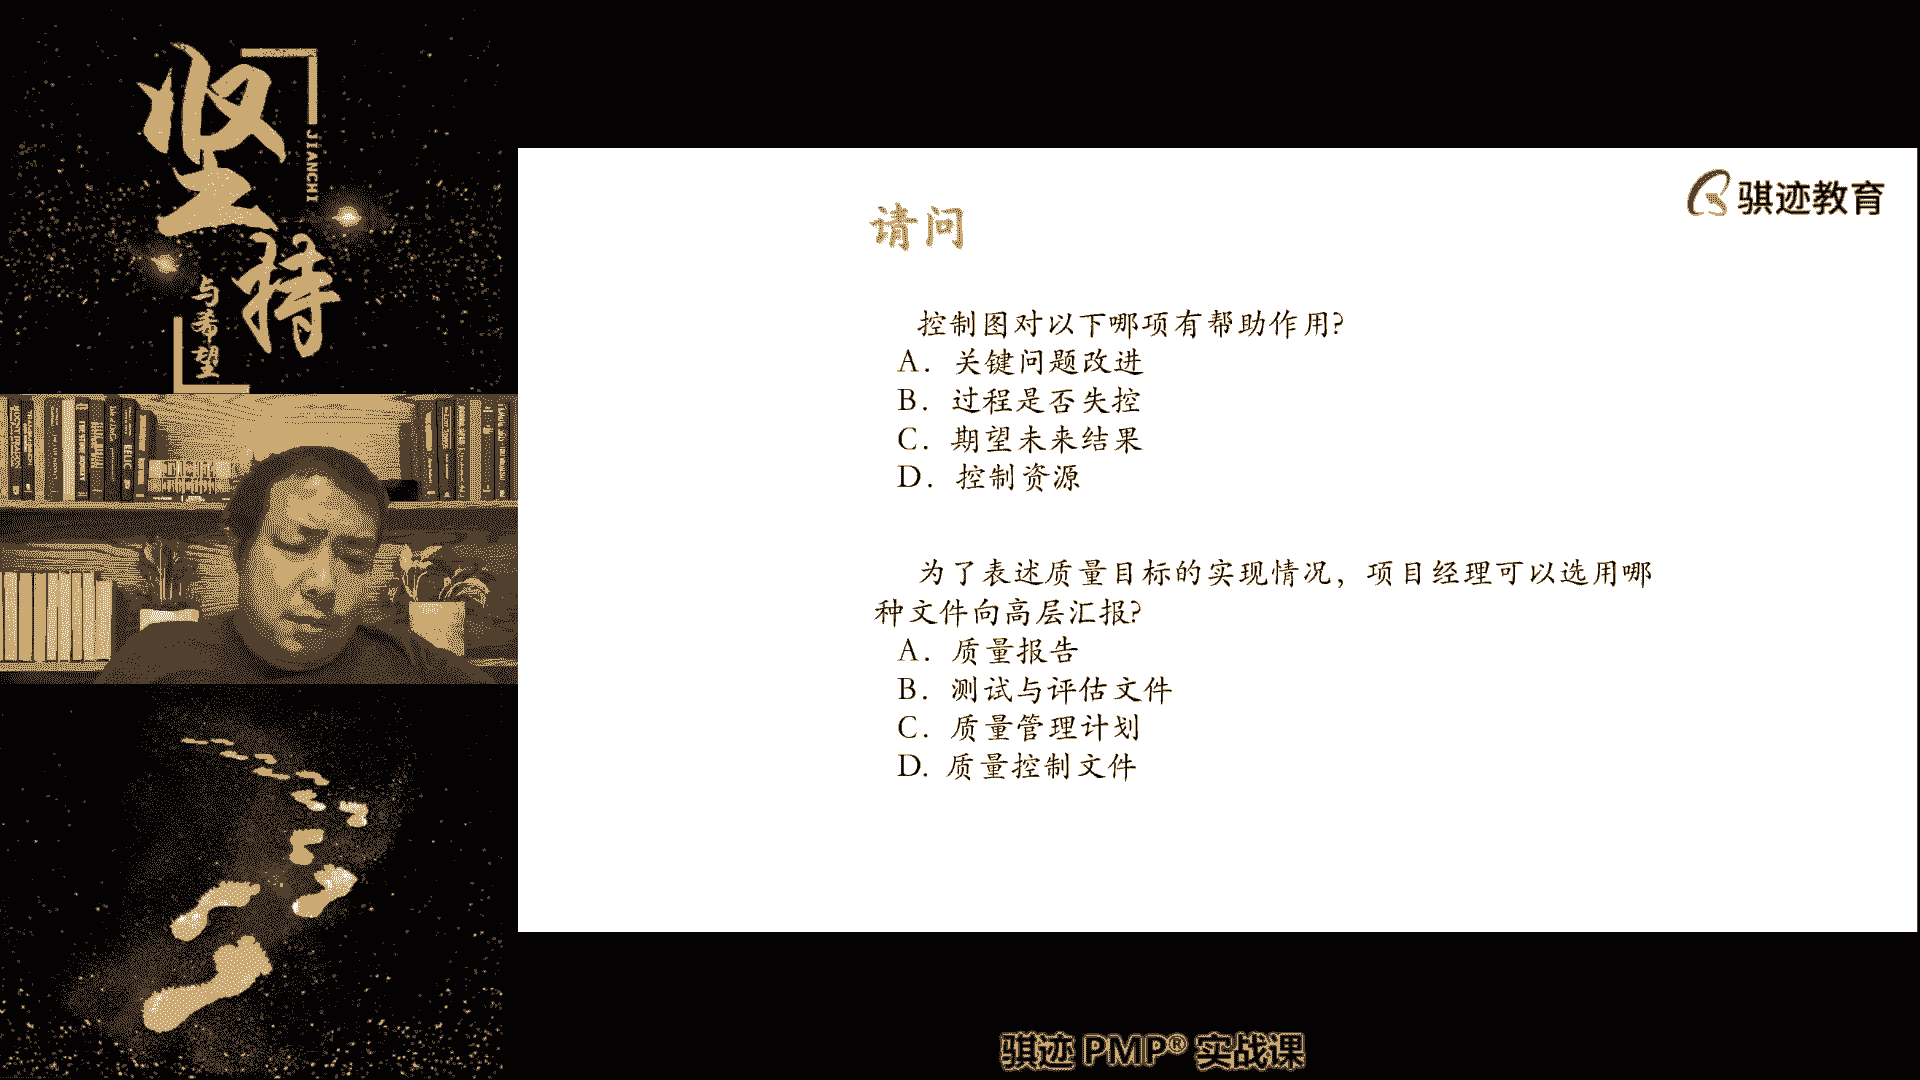 坚持
JIANCHI
与希望
骐迹教育
请问
控制图对以下哪项有帮助作用?
A. 关键问题改进
B. 过程是否失控
C. 期望未来结果
D. 控制资源
为了表述质量目标的实现情况，项目经理可以选用哪
种文件向高层汇报?
A. 质量报告
B. 测试与评估文件
C. 质量管理计划
D. 质量控制文件
骐迹 PMP® 实战课